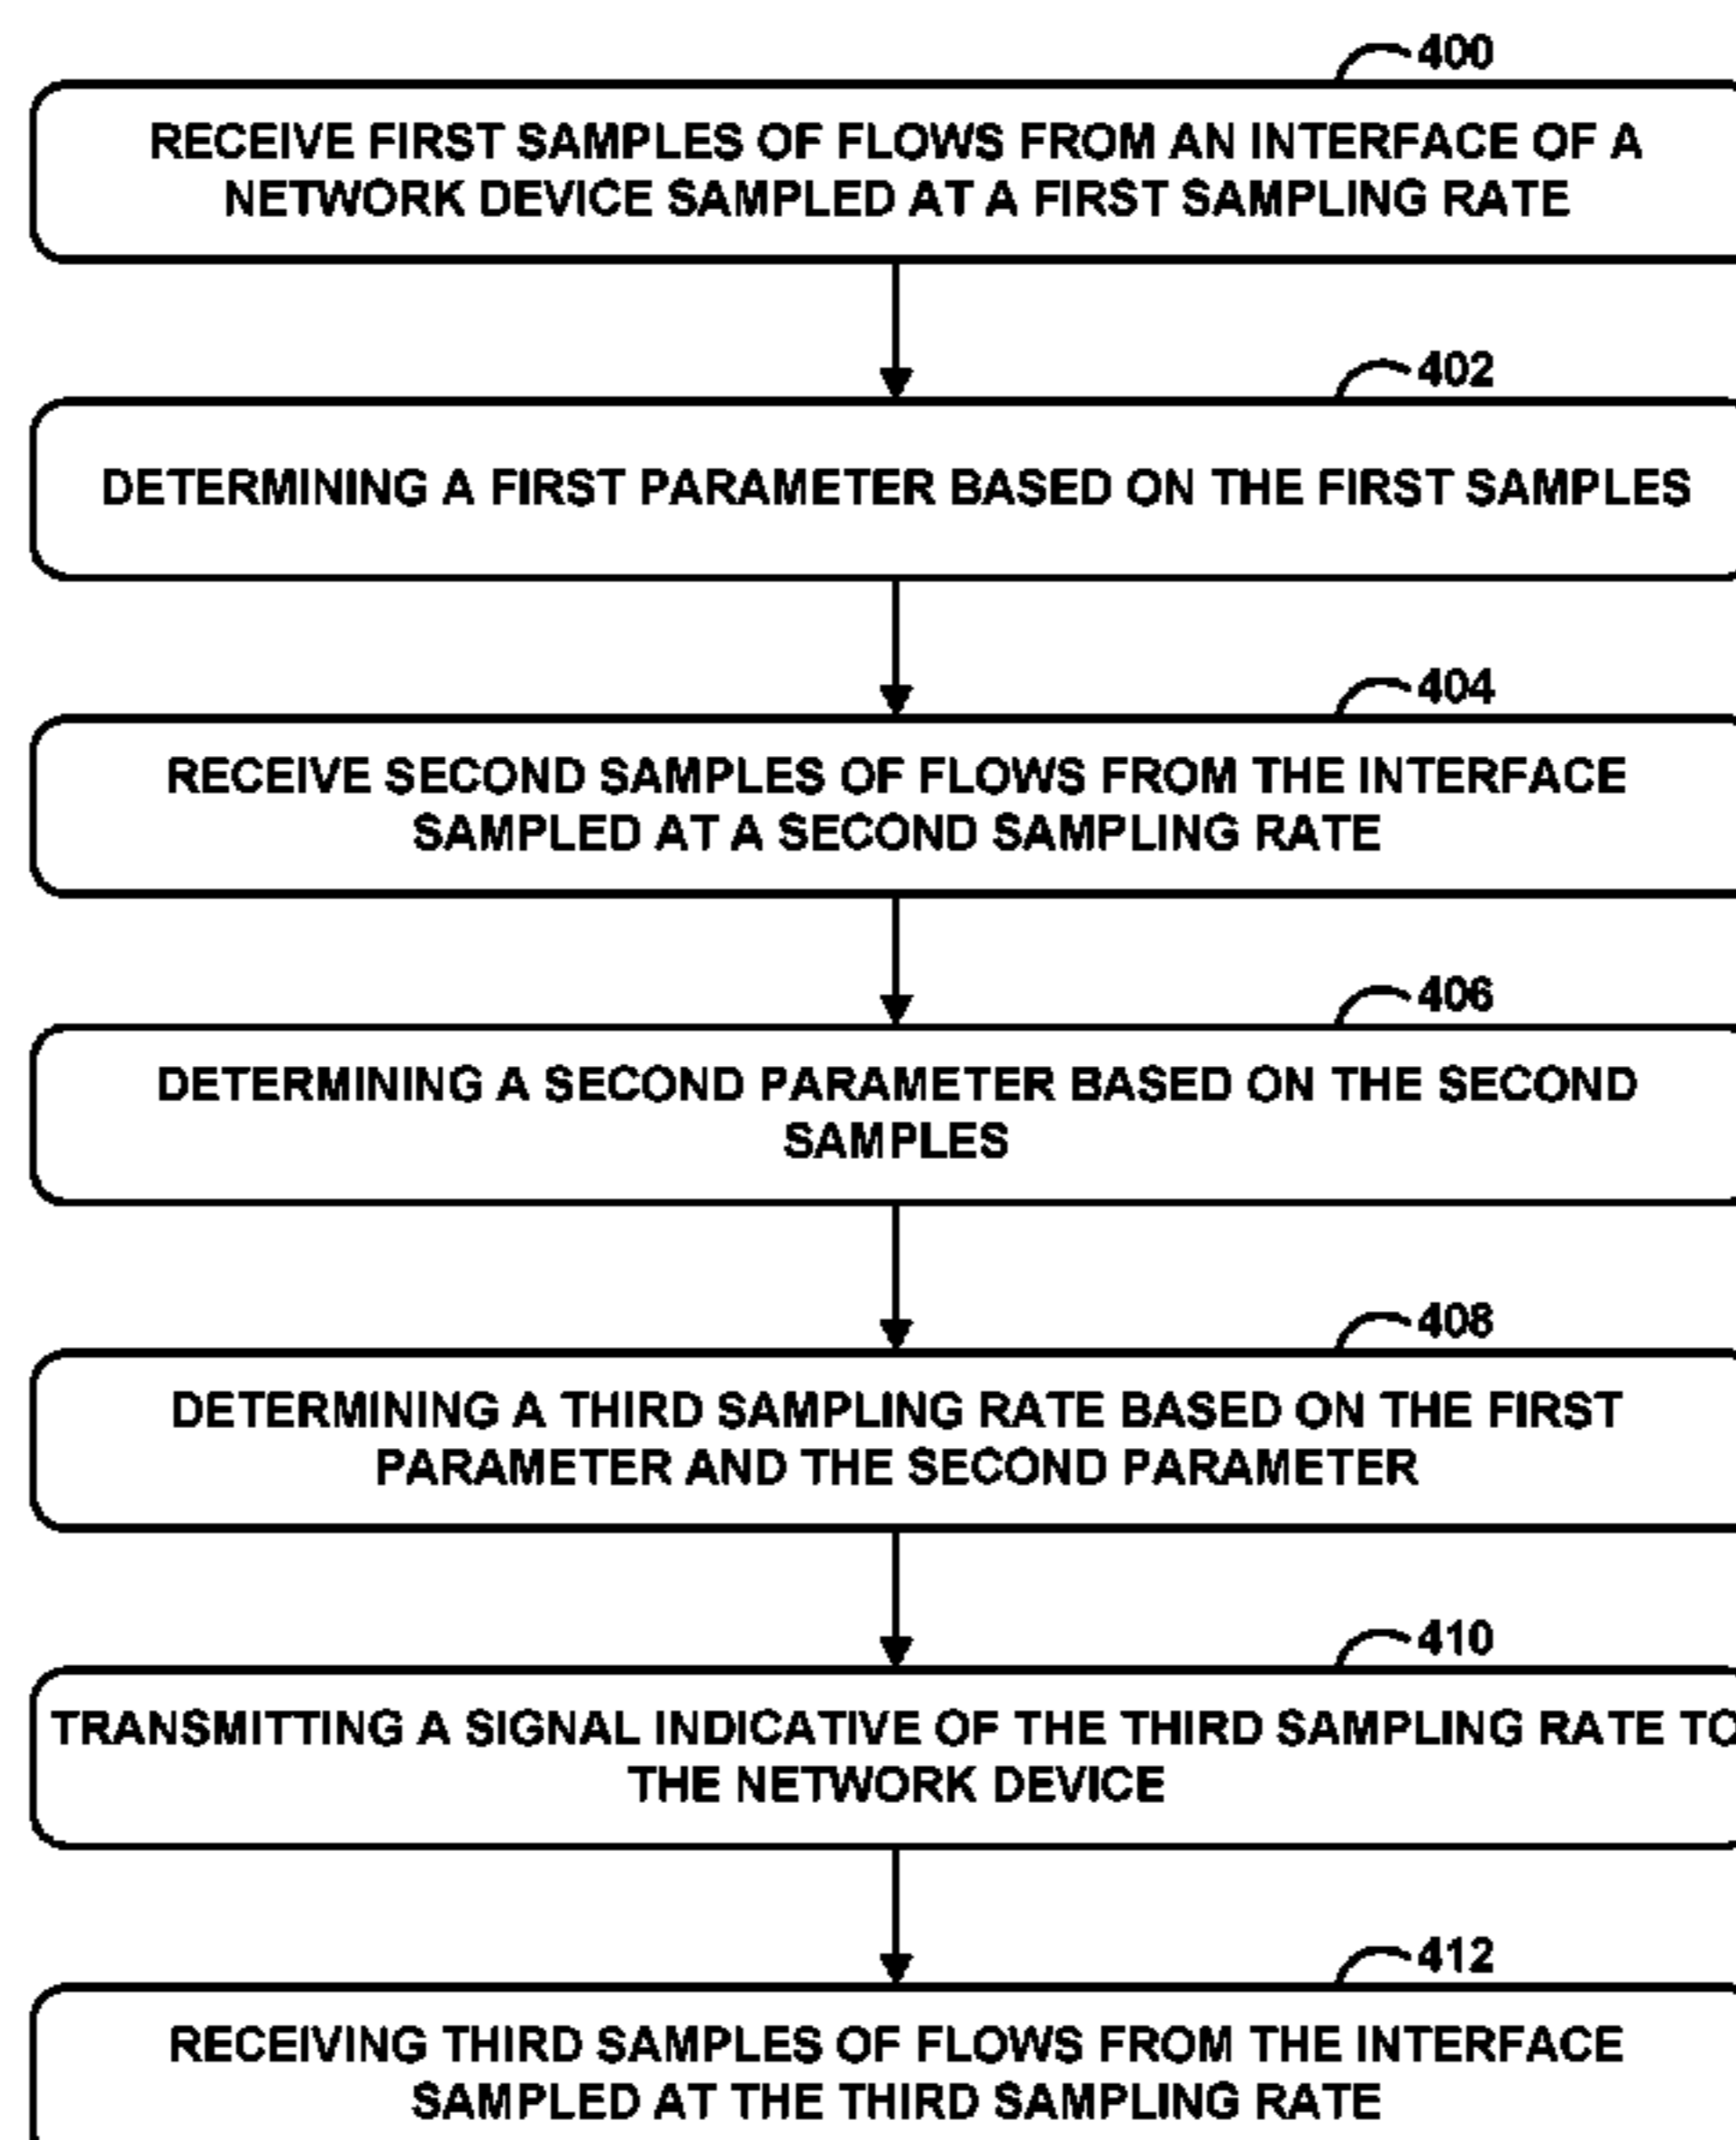 400
RECEIVE FIRST SAMPLES OF FLOWS FROM AN INTERFACE OF A
NETWORK DEVICE SAMPLED AT A FIRST SAMPLING RATE
402
DETERMINING A FIRST PARAMETER BASED ON THE FIRST SAMPLES
404
RECEIVE SECOND SAMPLES OF FLOWS FROM THE INTERFACE
SAMPLED AT A SECOND SAMPLING RATE
406
DETERMINING A SECOND PARAMETER BASED ON THE SECOND
SAMPLES
408
DETERMINING A THIRD SAMPLING RATE BASED ON THE FIRST
PARAMETER AND THE SECOND PARAMETER
410
TRANSMITTING A SIGNAL INDICATIVE OF THE THIRD SAMPLING RATE TO
THE NETWORK DEVICE
412
RECEIVING THIRD SAMPLES OF FLOWS FROM THE INTERFACE
SAMPLED AT THE THIRD SAMPLING RATE